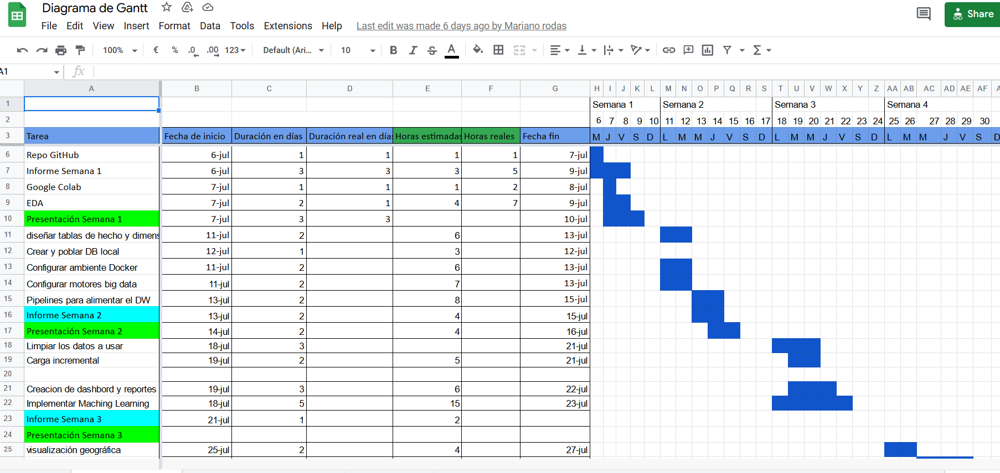 Diagrama de Gantt
File Edit View Insert Format Data Tools Extensions Help Last edit was made 6 days ago by Mariano rodas
Share
100% € % .0 .00 123 Default (Ari... 10 B I S A
A1 fx
A B C D E F G H I J K L M N O P Q R S T U V W X Y Z AA AB AC AD AE AF
1 Semana 1 Semana 2 Semana 3 Semana 4
2 6 7 8 9 10 11 12 13 14 15 16 17 18 19 20 21 22 23 24 25 26 27 28 29 30
3 Tarea Fecha de inicio Duración en días Duración real en días Horas estimadas Horas reales Fecha fin M J V S D L M M J V S D L M M J V S D L M M J V S D
6 Repo GitHub 6-jul 1 1 1 1 7-jul
7 Informe Semana 1 6-jul 3 3 3 5 9-jul
8 Google Colab 7-jul 1 1 1 2 8-jul
9 EDA 7-jul 2 1 4 7 9-jul
10 Presentación Semana 1 7-jul 3 3 10-jul
11 diseñar tablas de hecho y dimens 11-jul 2 6 13-jul
12 Crear y poblar DB local 12-jul 1 3 12-jul
13 Configurar ambiente Docker 11-jul 2 6 13-jul
14 Configurar motores big data 11-jul 2 7 13-jul
15 Pipelines para alimentar el DW 13-jul 2 8 15-jul
16 Informe Semana 2 13-jul 2 4 15-jul
17 Presentación Semana 2 14-jul 2 4 16-jul
18 Limpiar los datos a usar 18-jul 3 21-jul
19 Carga incremental 19-jul 2 5 21-jul
20
21 Creacion de dashbord y reportes 19-jul 3 6 22-jul
22 Implementar Maching Learning 18-jul 5 15 23-jul
23 Informe Semana 3 21-jul 1 2
24 Presentación Semana 3
25 visualización geográfica 25-jul 2 4 27-jul